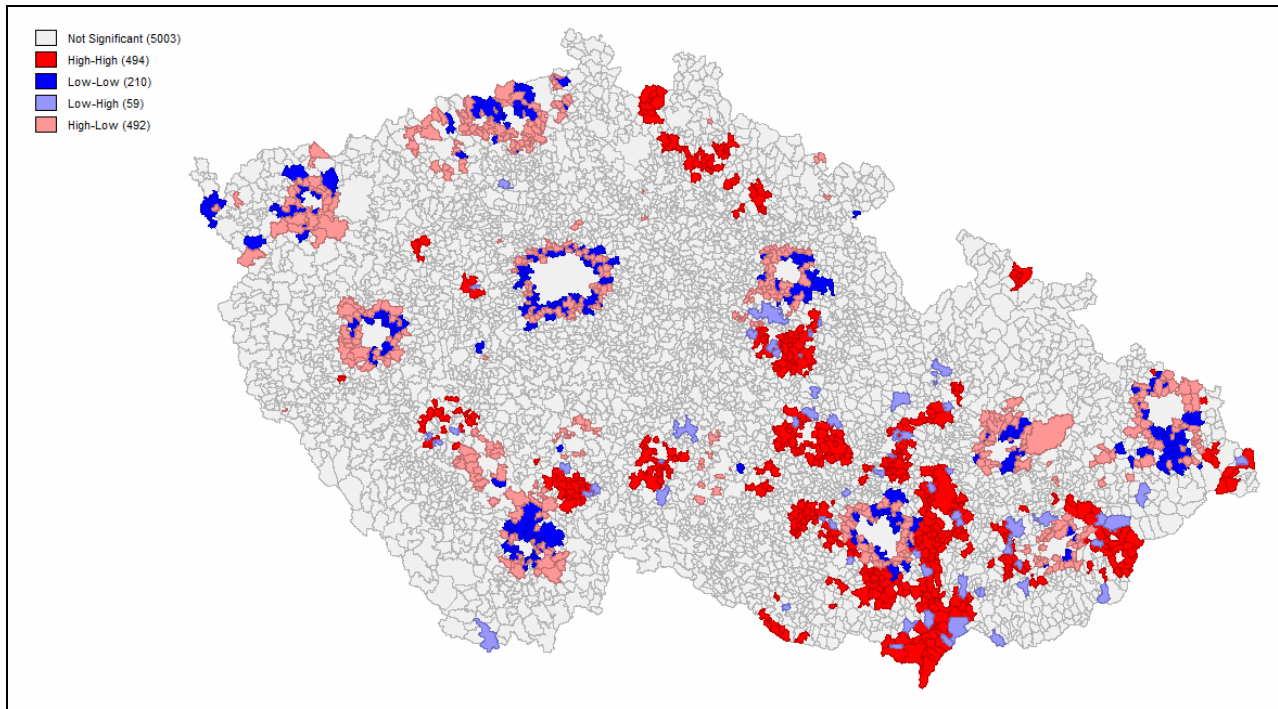 Not Significant (5003)
High-High (494)
Low-Low (210)
Low-High (59)
High-Low (492)